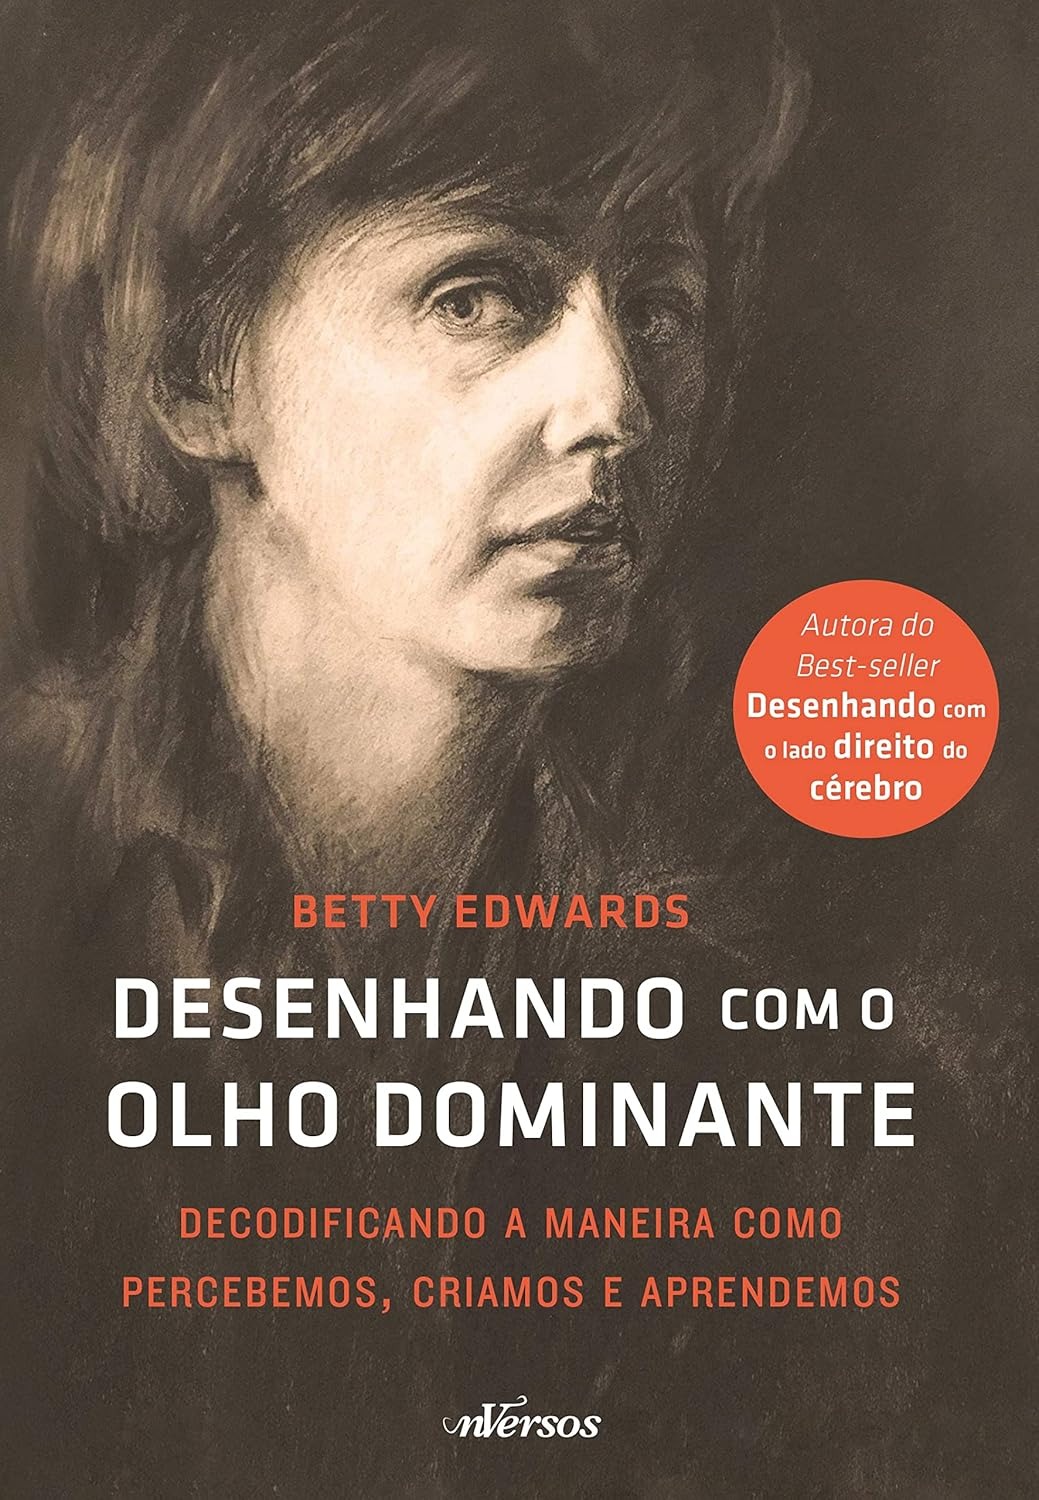 Autora do
Best-seller
Desenhando com
o lado direito do
cérebro
BETTY EDWARDS
DESENHANDO COM O
OLHO DOMINANTE
DECODIFICANDO A MANEIRA COMO
PERCEBEMOS, CRIAMOS E APRENDEMOS
nVersos